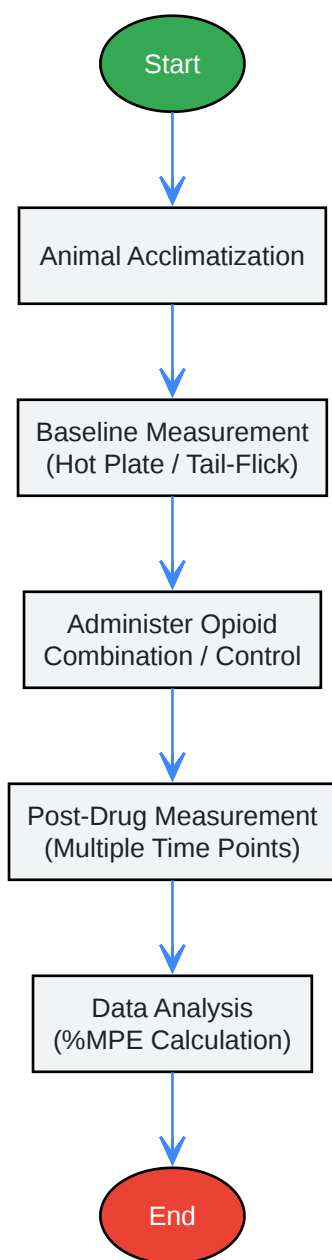 Start
Animal Acclimatization
Baseline Measurement
(Hot Plate / Tail-Flick)
Administer Opioid
Combination / Control
Post-Drug Measurement
(Multiple Time Points)
Data Analysis
(%MPE Calculation)
End